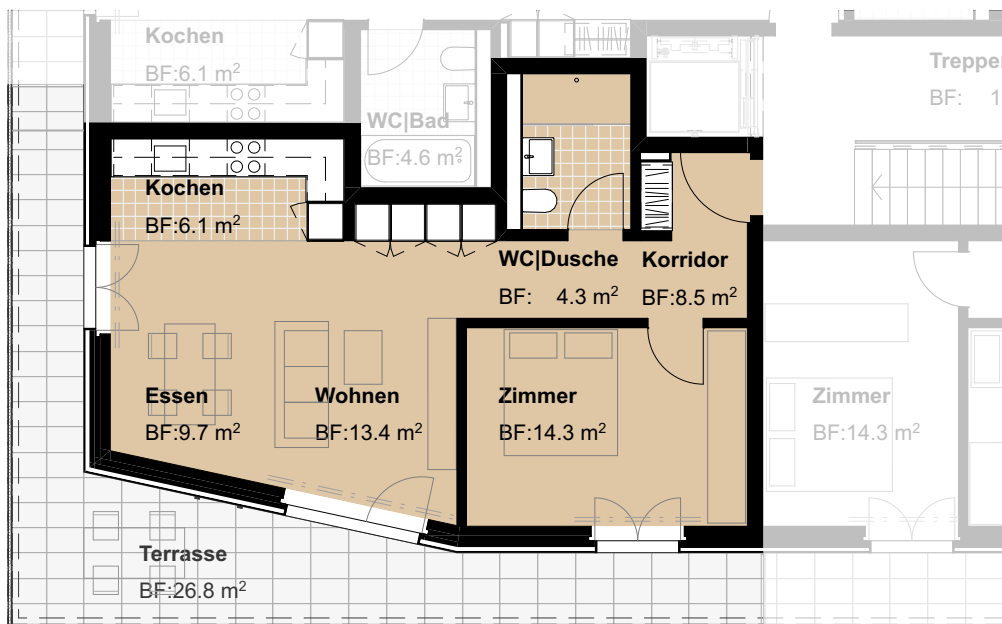 Kochen
BF:6.1 m²
WC|Bad
BF:4.6 m²
BF: 1
Kochen
BF:6.1 m²
WC|Dusche
BF: 4.3 m²
Korridor
BF:8.5 m²
Essen
BF:9.7 m²
Wohnen
BF:13.4 m²
Zimmer
BF:14.3 m²
Zimmer
BF:14.3 m²
Terrasse
BF:26.8 m²